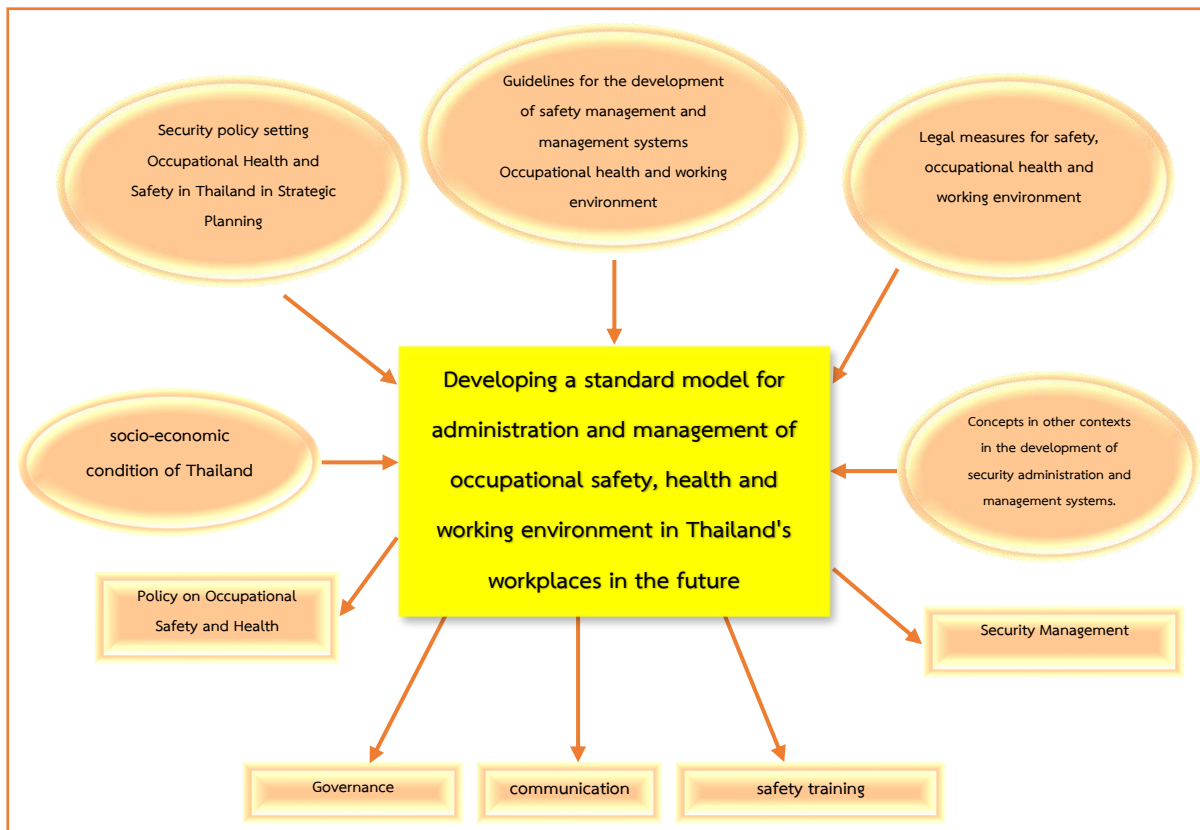 Security policy setting
Occupational Health and
Safety in Thailand in Strategic
Planning
Guidelines for the development
of safety management and
management systems
Occupational health and working
environment
Legal measures for safety,
occupational health and
working environment
socio-economic
condition of Thailand
Developing a standard model for
administration and management of
occupational safety, health and
working environment in Thailand's
workplaces in the future
Concepts in other contexts
in the development of
security administration and
management systems.
Policy on Occupational
Safety and Health
Security Management
Governance
communication
safety training